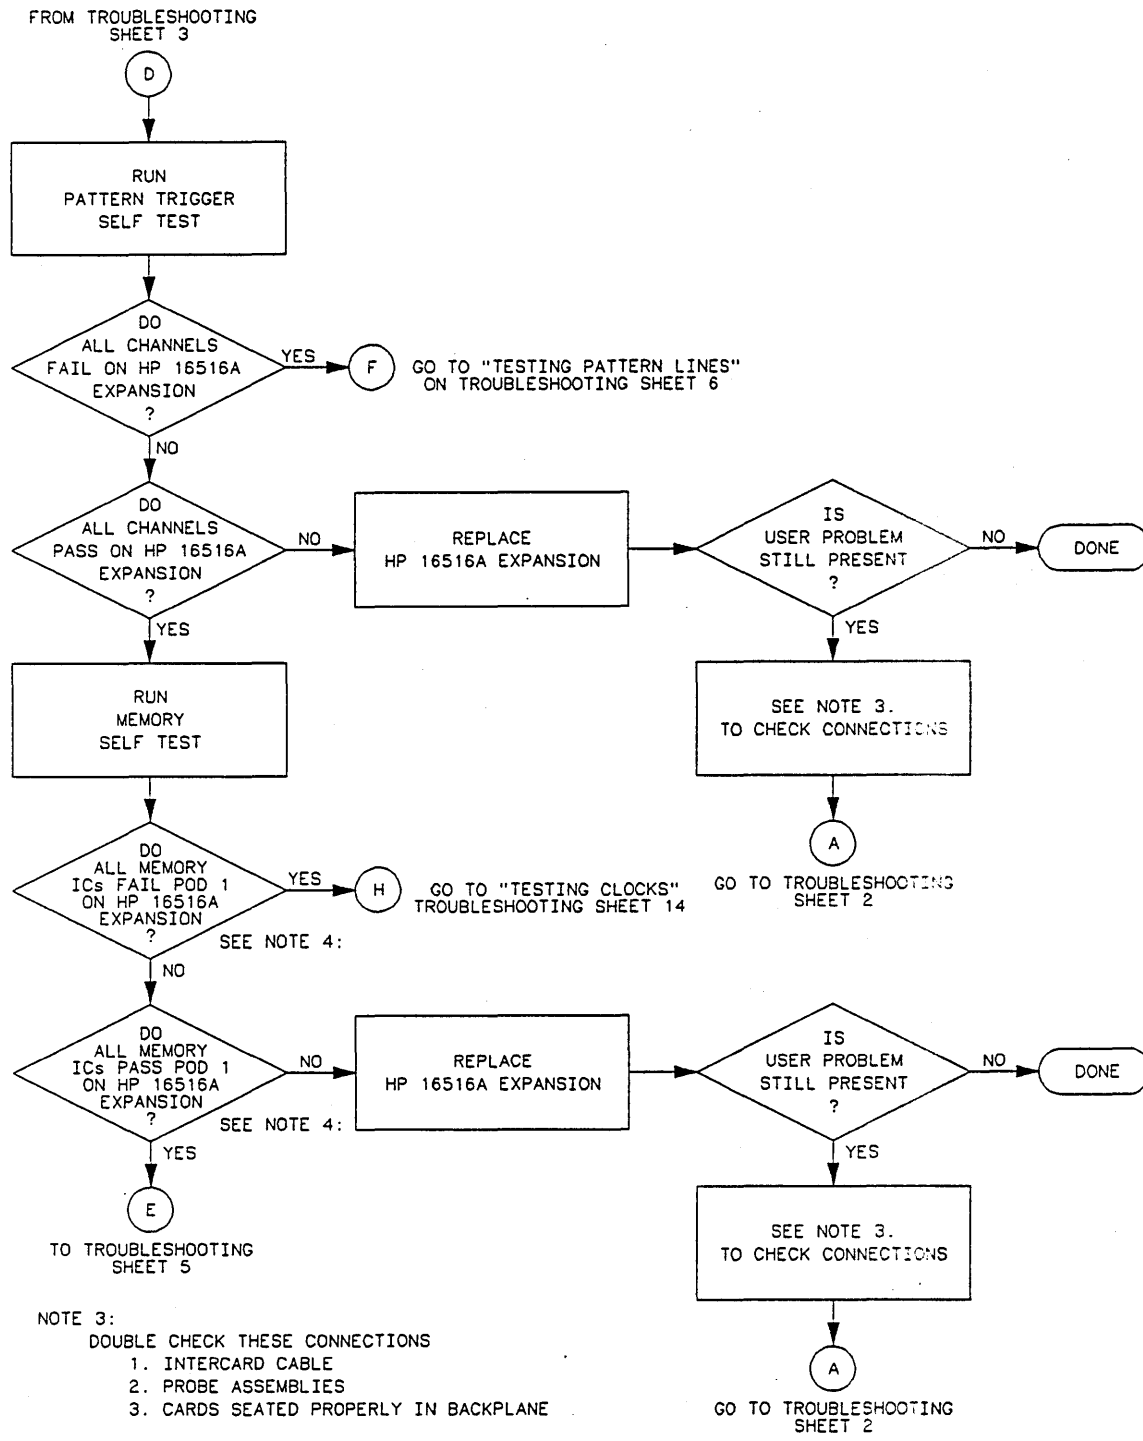 FROM TROUBLESHOOTING
SHEET 3
D
RUN
PATTERN TRIGGER
SELF TEST
DO
ALL CHANNELS
FAIL ON HP 16516A
EXPANSION
?
YES
F
GO TO "TESTING PATTERN LINES"
ON TROUBLESHOOTING SHEET 6
NO
DO
ALL CHANNELS
PASS ON HP 16516A
EXPANSION
?
NO
REPLACE
HP 16516A EXPANSION
IS
USER PROBLEM
STILL PRESENT
?
NO
DONE
YES
YES
RUN
MEMORY
SELF TEST
SEE NOTE 3.
TO CHECK CONNECTIONS
A
GO TO TROUBLESHOOTING
SHEET 2
DO
ALL MEMORY
ICs FAIL POD 1
ON HP 16516A
EXPANSION
?
YES
H
GO TO "TESTING CLOCKS"
TROUBLESHOOTING SHEET 14
SEE NOTE 4:
NO
DO
ALL MEMORY
ICs PASS POD 1
ON HP 16516A
EXPANSION
?
NO
SEE NOTE 4:
REPLACE
HP 16516A EXPANSION
IS
USER PROBLEM
STILL PRESENT
?
NO
DONE
YES
YES
E
TO TROUBLESHOOTING
SHEET 5
SEE NOTE 3.
TO CHECK CONNECTIONS
A
GO TO TROUBLESHOOTING
SHEET 2
NOTE 3:
DOUBLE CHECK THESE CONNECTIONS
1. INTERCARD CABLE
2. PROBE ASSEMBLIES
3. CARDS SEATED PROPERLY IN BACKPLANE